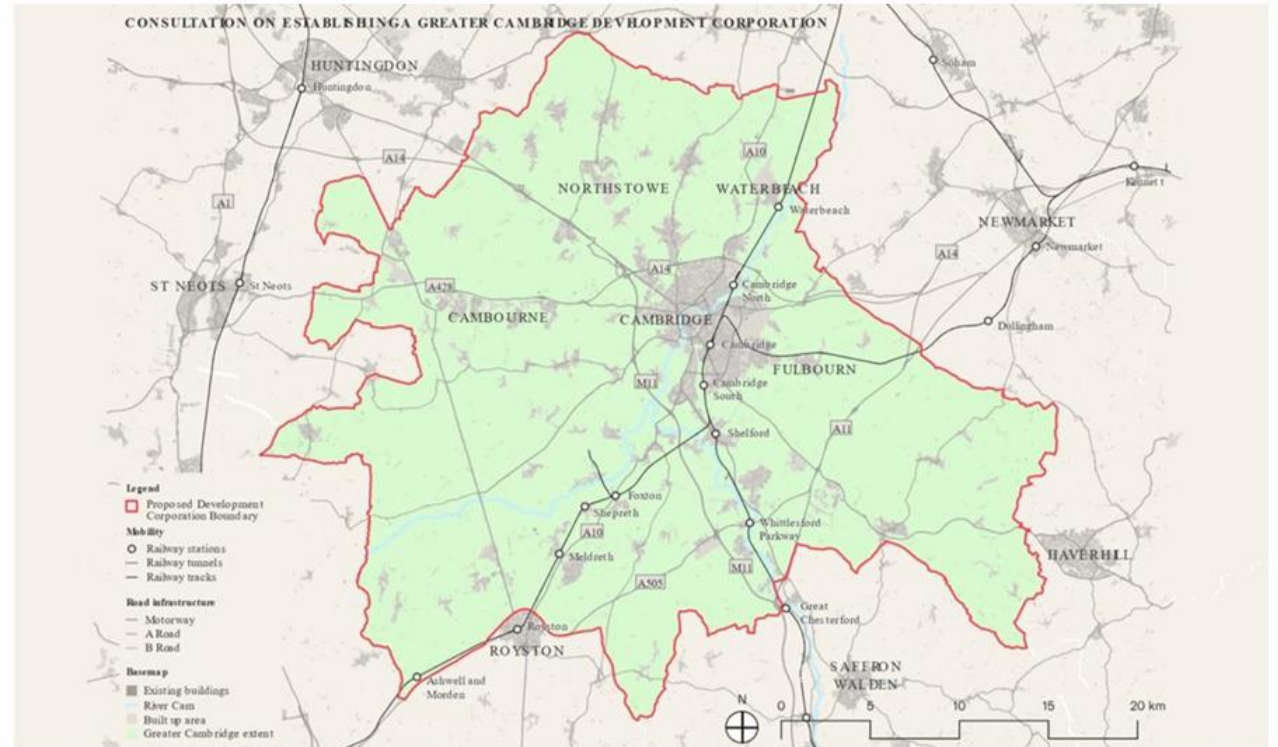 CONSULTATION ON ESTABLISHINGA GREATER CAMBRIDGE DEVELOPMENT CORPORATION
HUNTINGDON
Huntingdon
Soham
A14
A10
Kennett
A1
NORTHSTOWE
WATERBEACH
Waterbeach
NEWMARKET
Newmarket
A14
A14
ST NEOTS
St Neots
A428
Cambridge
North
CAMBOURNE
CAMBRIDGE
Dullingham
Cambridge
FULBOURN
M11
Cambridge
South
A11
Shelford
Legend
Proposed Development
Corporation Boundary
Mobility
Railway stations
Railway tunnels
Railway tracks
Road infrastructure
Motorway
A Road
B Road
Basemap
Existing buildings
River Cam
Built up area
Greater Cambridge extent
Foxton
Shepreth
A10
Whittlesford
Parkway
Meldreth
M11
A505
HAVERHILL
Great
Chesterford
Royston
ROYSTON
Ashwell and
Morden
SAFFRON
WALDEN
N
0 5 10 15 20 km